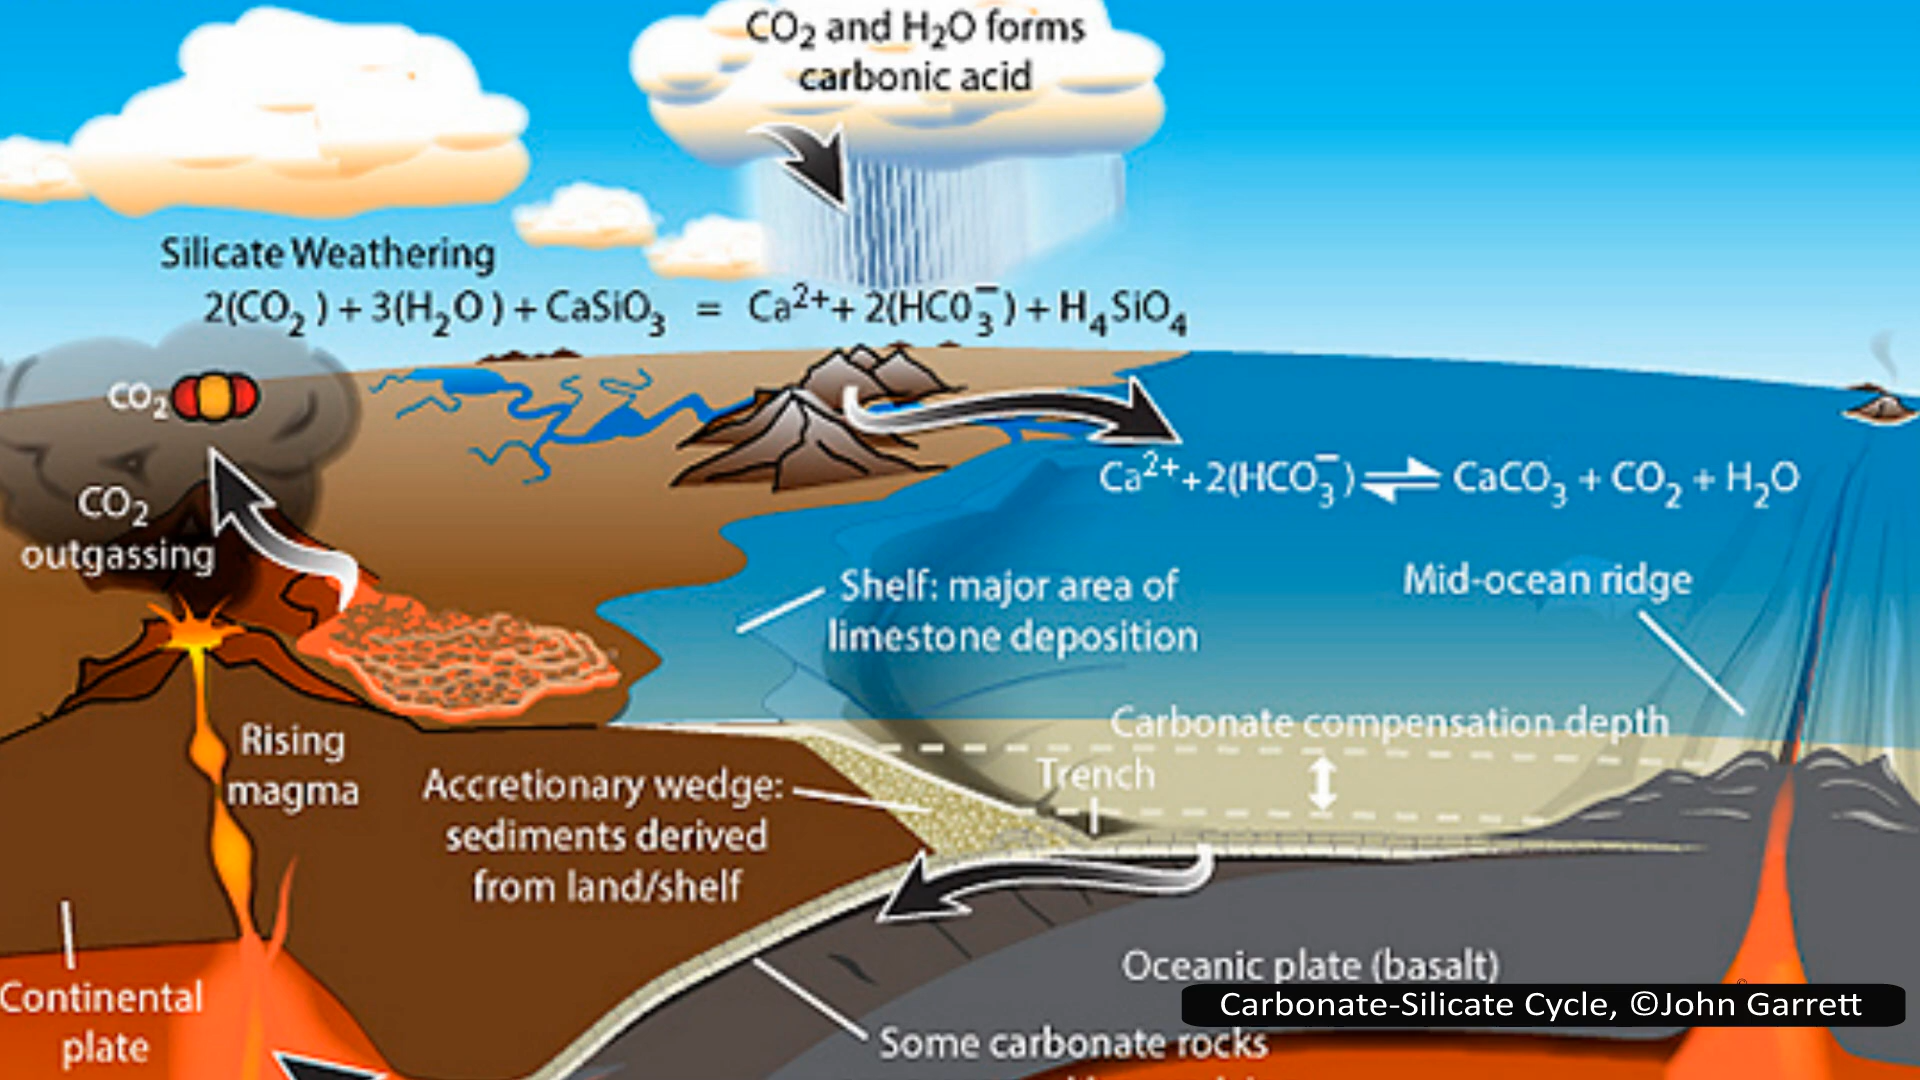 CO₂ and H₂O forms
carbonic acid
Silicate Weathering
2(CO₂) + 3(H₂O) + CaSiO₃ = Ca²⁺ + 2(HC0₃⁻) + H₄SiO₄
CO₂
CO₂
outgassing
Ca²⁺+2(HCO₃⁻) ⇌ CaCO₃ + CO₂ + H₂O
Shelf: major area of
limestone deposition
Mid-ocean ridge
Carbonate compensation depth
Trench
Rising
magma
Accretionary wedge:
sediments derived
from land/shelf
Continental
plate
Oceanic plate (basalt)
Carbonate-Silicate Cycle, ©John Garrett
Some carbonate rocks